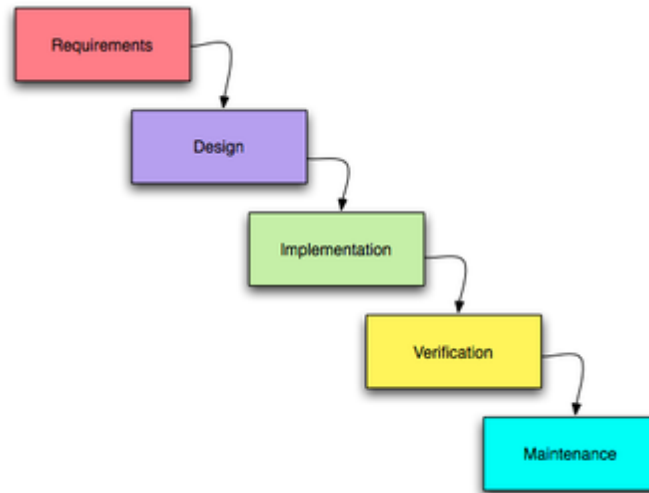 Requirements
Design
Implementation
Verification
Maintenance